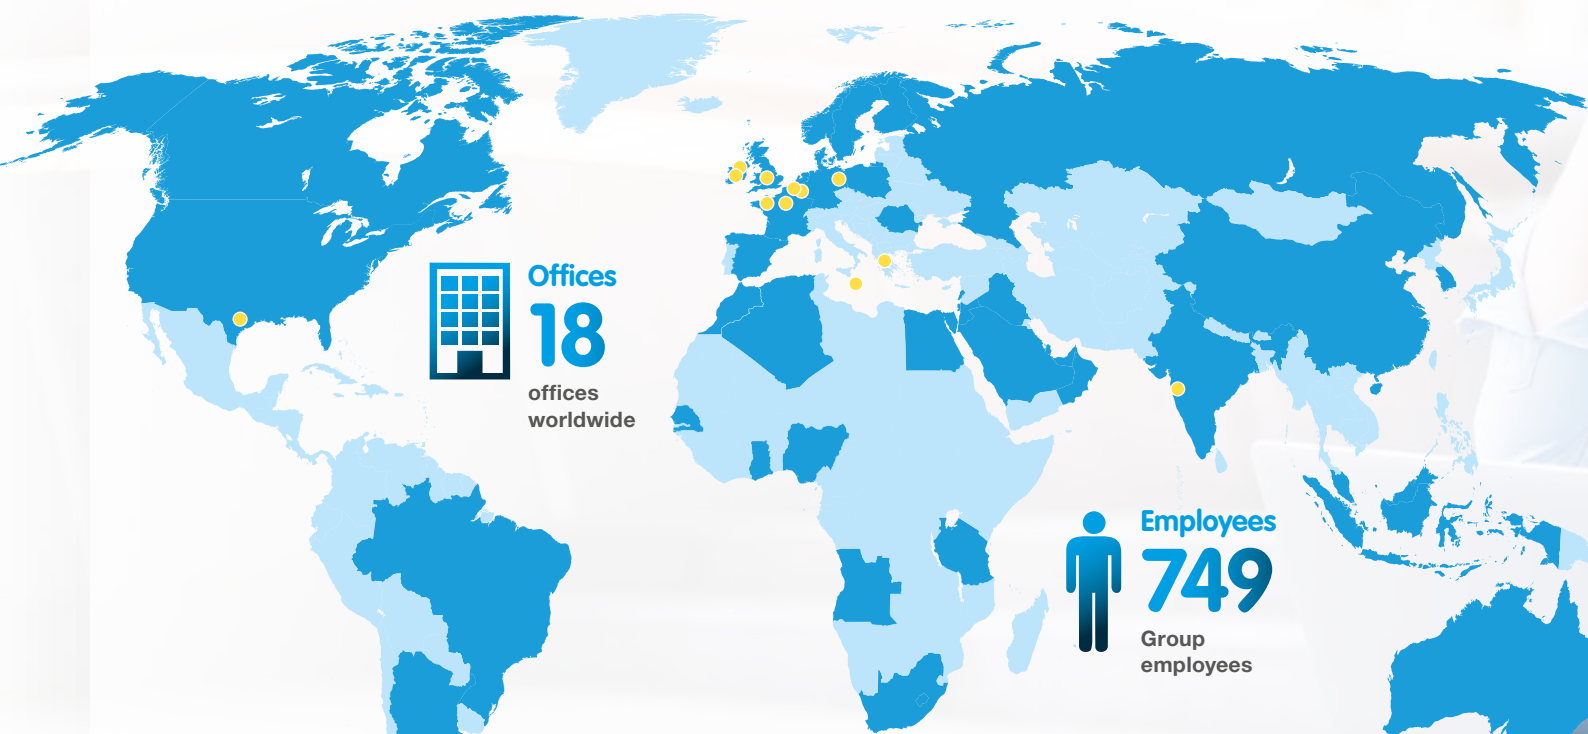 Offices
18
offices
worldwide
Employees
749
Group
employees